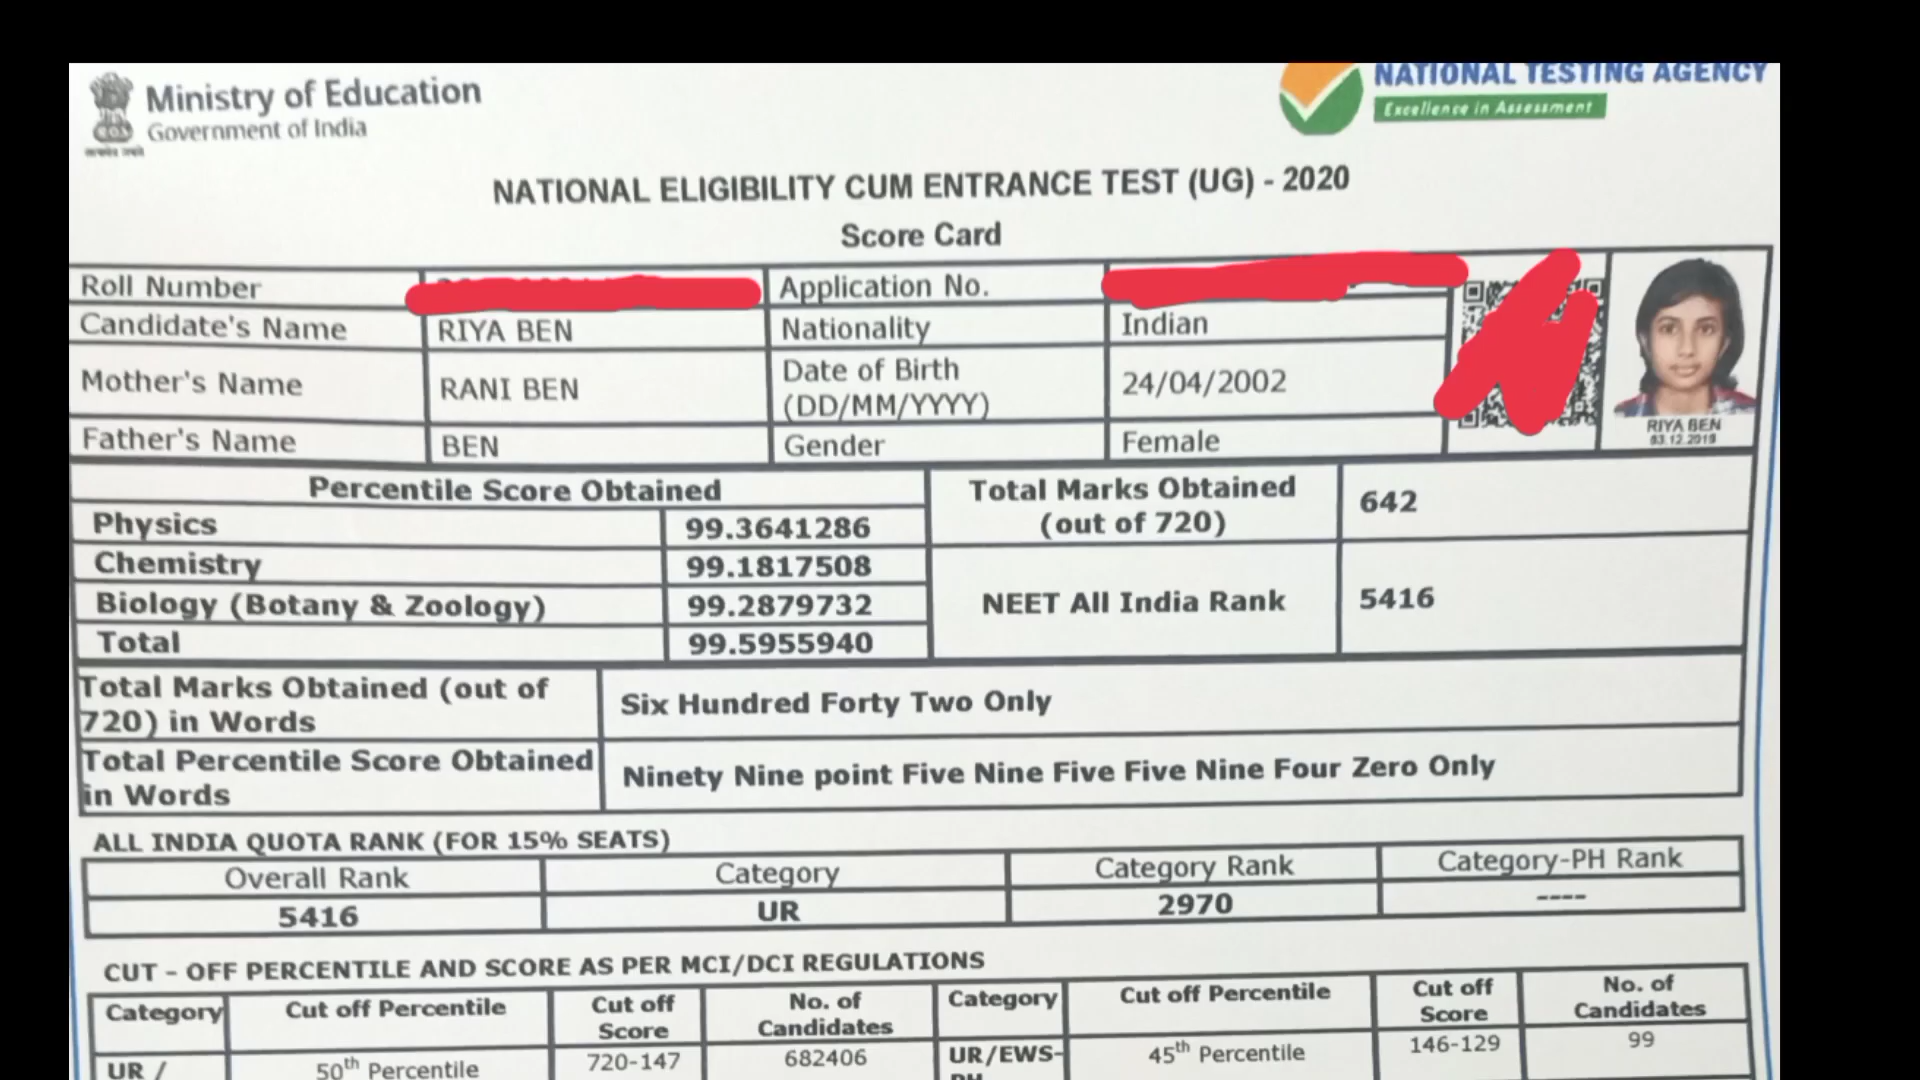 Ministry of Education
Government of India
NATIONAL TESTING AGENCY
Excellence in Assessment
NATIONAL ELIGIBILITY CUM ENTRANCE TEST (UG) - 2020
Score Card
Roll Number
Application No.
Candidate's Name RIYA BEN Nationality Indian
Mother's Name RANI BEN Date of Birth (DD/MM/YYYY) 24/04/2002
Father's Name BEN Gender Female
RIYA BEN
03.12.2019
Percentile Score Obtained
Physics 99.3641286
Chemistry 99.1817508
Biology (Botany & Zoology) 99.2879732
Total 99.5955940
Total Marks Obtained
(out of 720) 642
NEET All India Rank 5416
Total Marks Obtained (out of
720) in Words Six Hundred Forty Two Only
Total Percentile Score Obtained
in Words Ninety Nine point Five Nine Five Five Nine Four Zero Only
ALL INDIA QUOTA RANK (FOR 15% SEATS)
Overall Rank Category Category Rank Category-PH Rank
5416 UR 2970 ----
CUT - OFF PERCENTILE AND SCORE AS PER MCI/DCI REGULATIONS
Category Cut off Percentile Cut off Score No. of Candidates Category Cut off Percentile Cut off Score No. of Candidates
UR / 50th Percentile 720-147 682406 UR/EWS- 45th Percentile 146-129 99